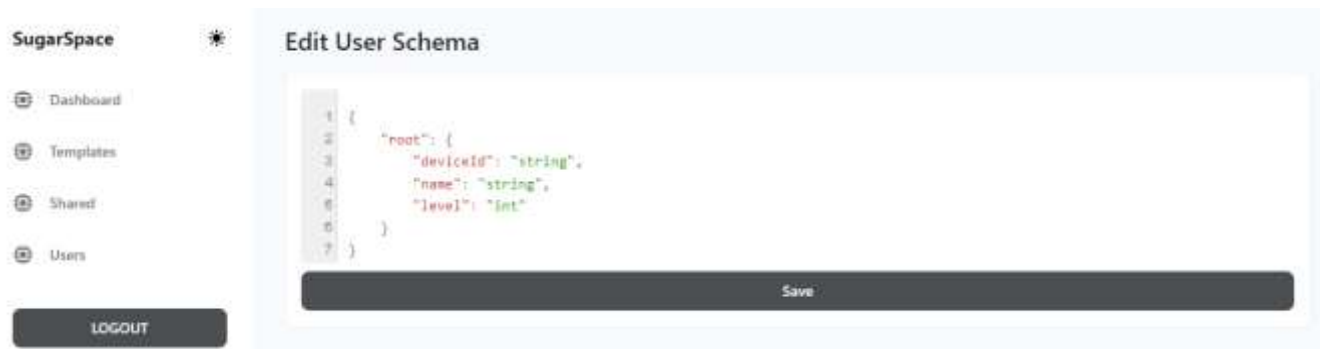 SugarSpace
Dashboard
Templates
Shared
Users
LOGOUT
Edit User Schema
1 {
2 "root": {
3 "deviceId": "string",
4 "name": "string",
5 "level": "int"
6 }
7 }
Save